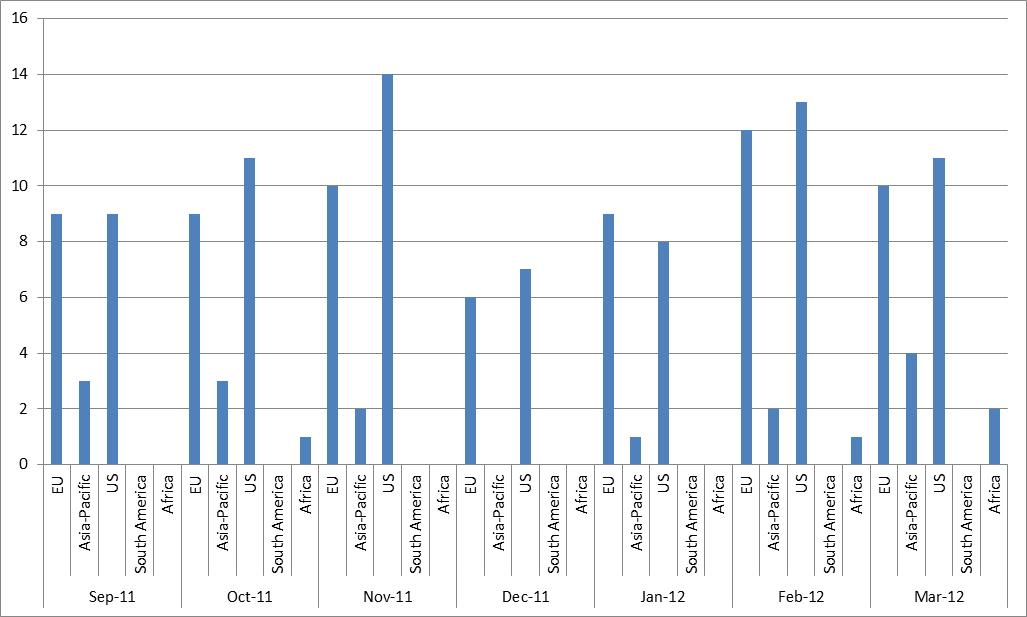 16
14
12
10
8
6
4
2
0
EU
Asia-Pacific
US
South America
Africa
EU
Asia-Pacific
US
South America
Africa
EU
Asia-Pacific
US
South America
Africa
EU
Asia-Pacific
US
South America
Africa
EU
Asia-Pacific
US
South America
Africa
EU
Asia-Pacific
US
South America
Africa
EU
Asia-Pacific
US
South America
Africa
Sep-11 Oct-11 Nov-11 Dec-11 Jan-12 Feb-12 Mar-12